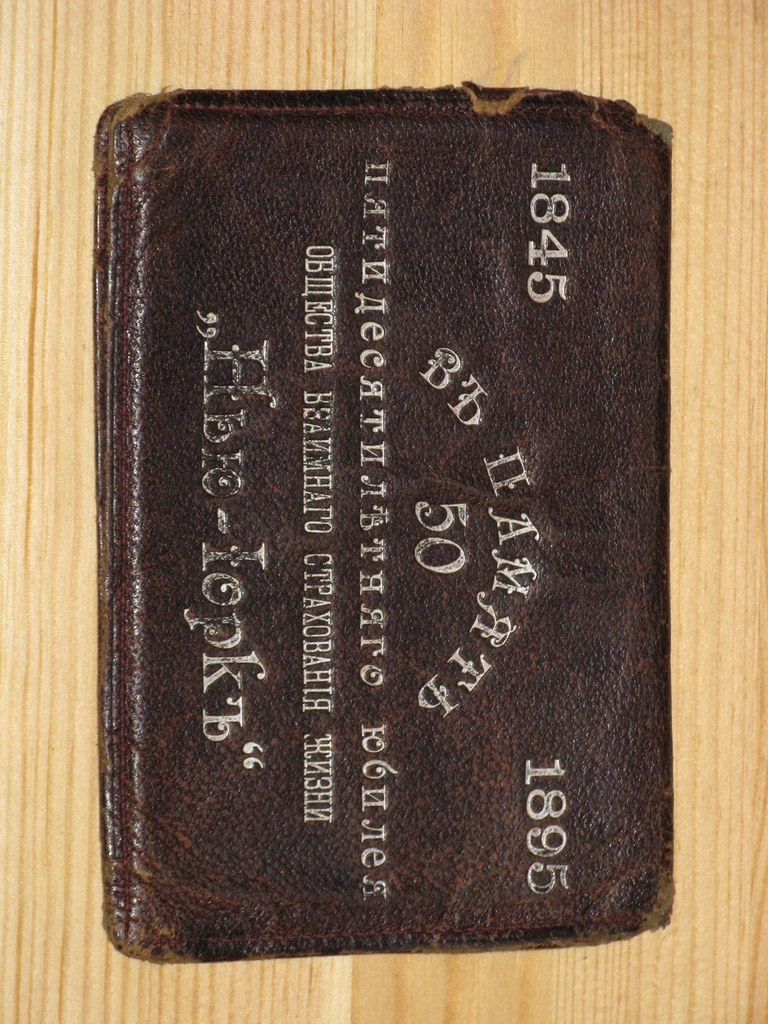 1845 1895
ВЪ ПАМЯТЬ
50
пятидесятилѣтняго юбилея
ОБЩЕСТВА ВЗАИМНАГО СТРАХОВАНІЯ ЖИЗНИ
„Нью-Іоркъ“